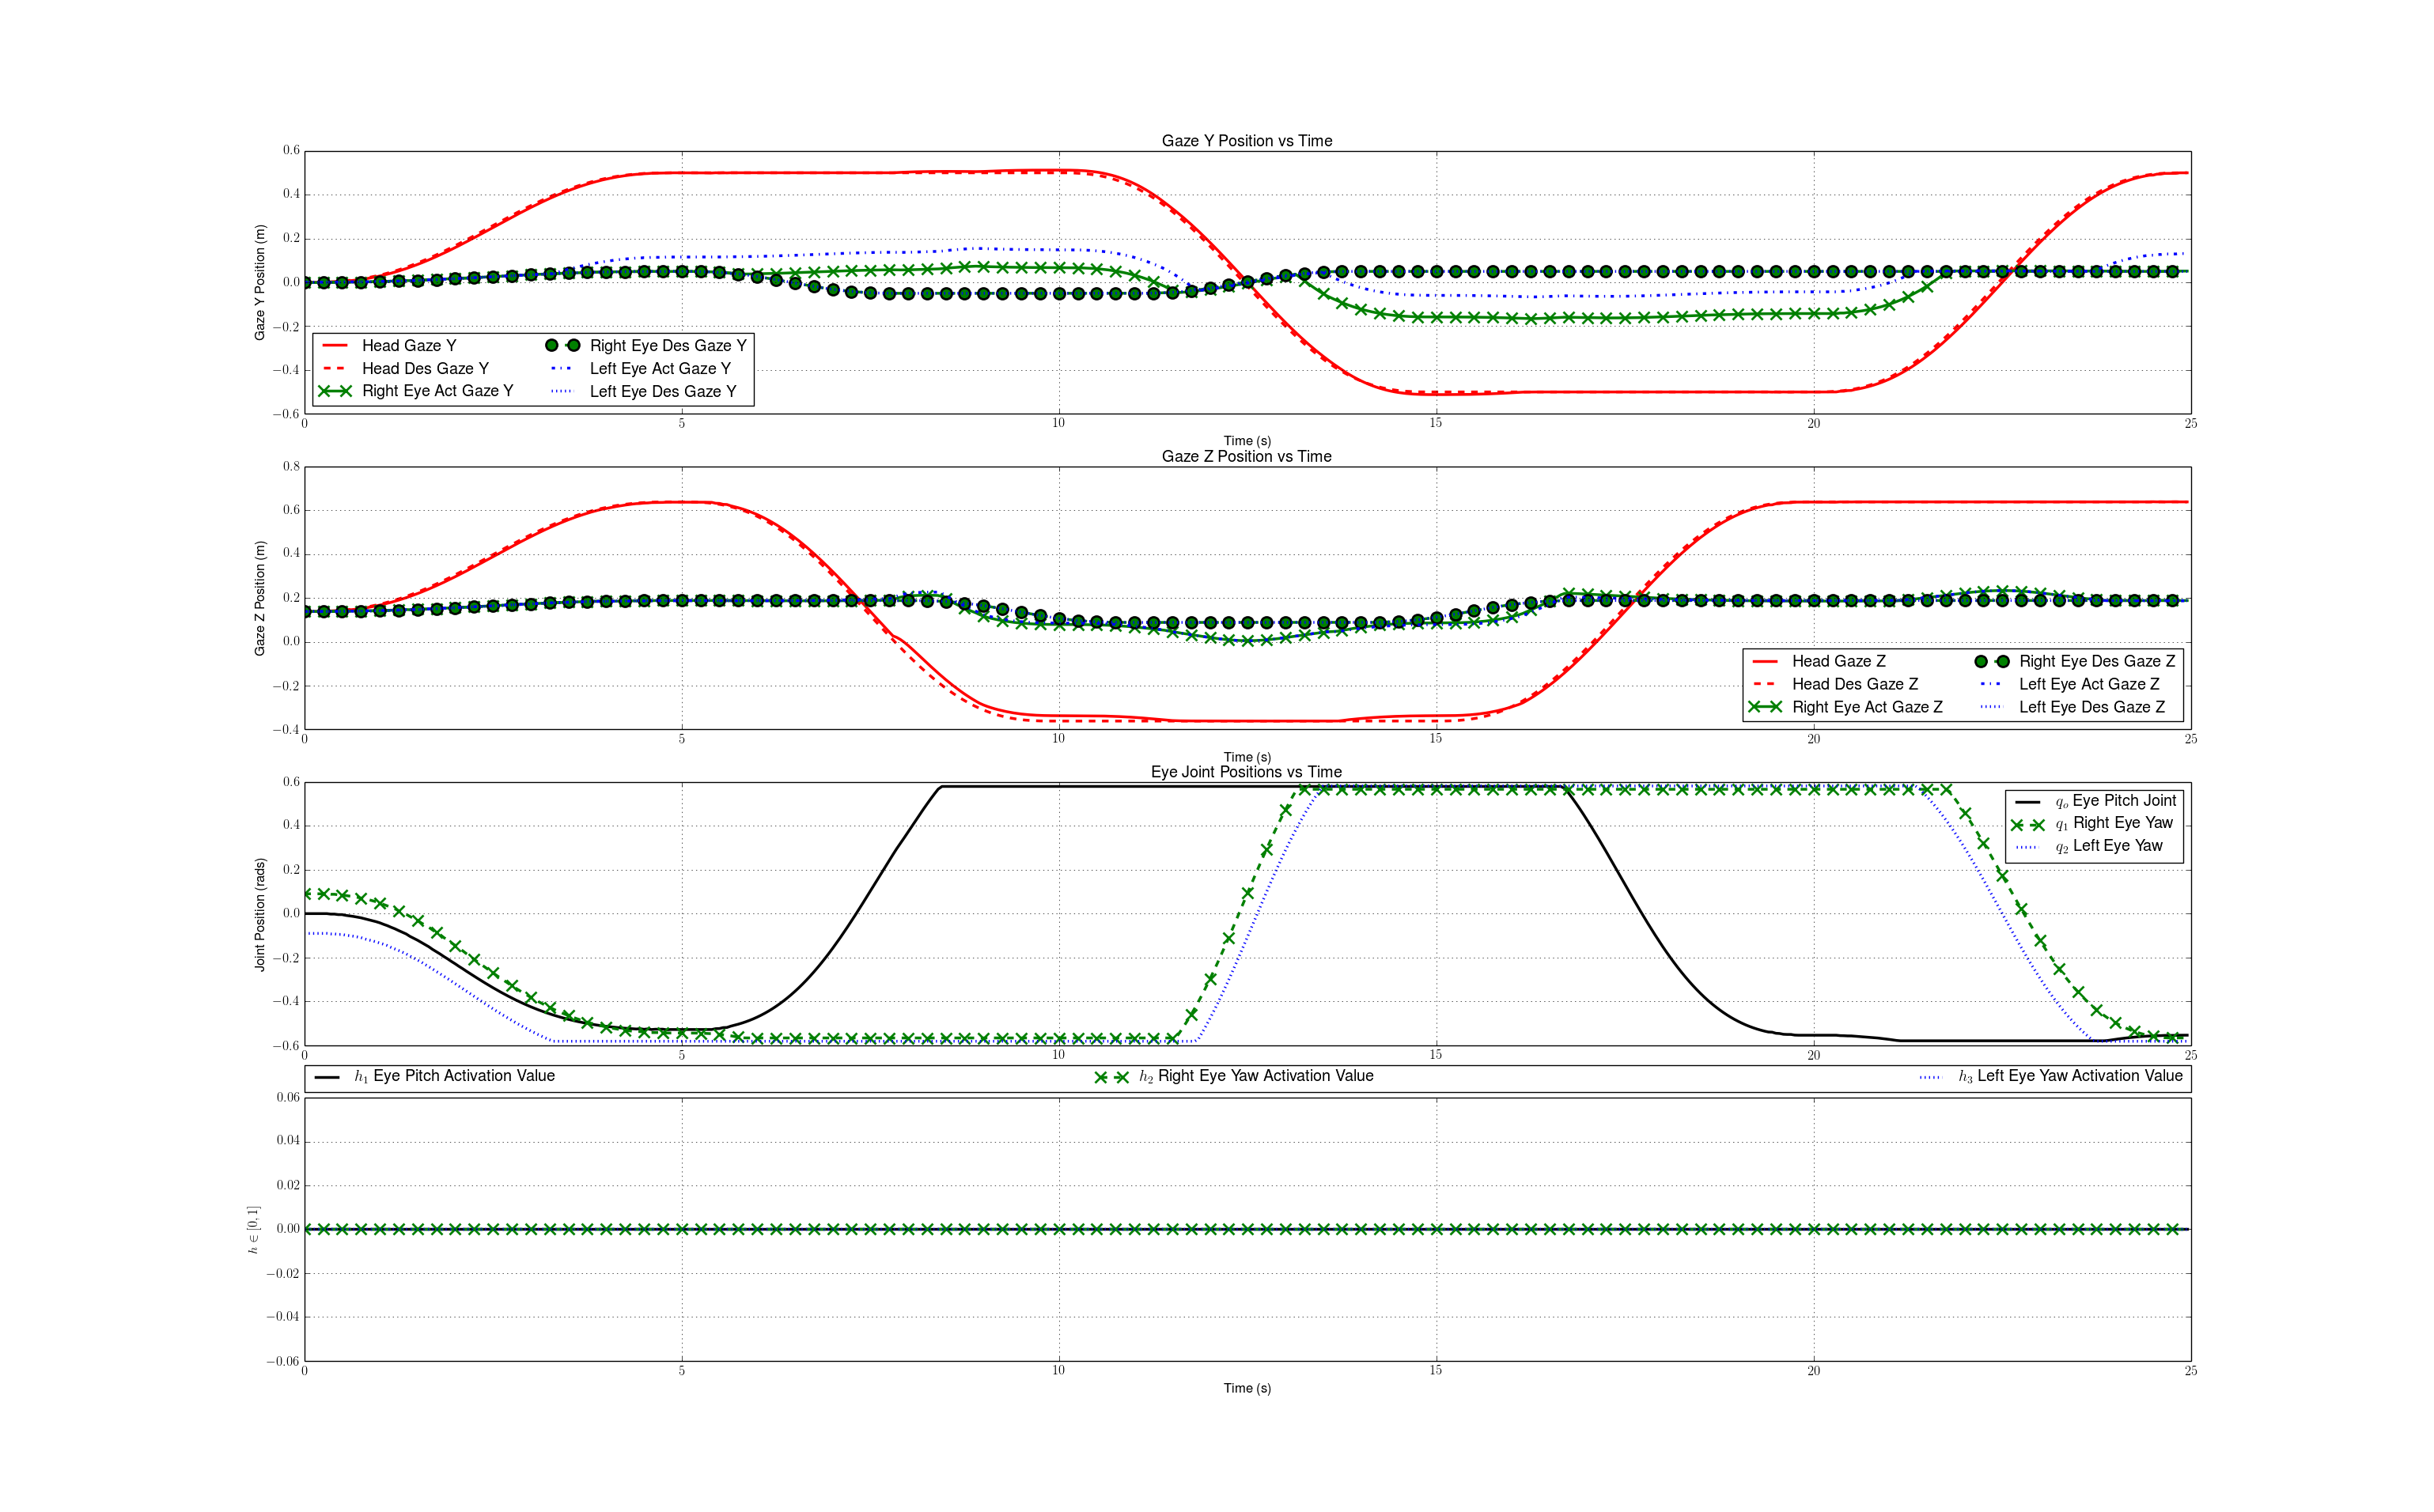 Gaze Y Position vs Time
Gaze Y Position (m)
0.6
0.4
0.2
0.0
−0.2
−0.4
−0.6
Head Gaze Y
Head Des Gaze Y
Right Eye Act Gaze Y
Right Eye Des Gaze Y
Left Eye Act Gaze Y
Left Eye Des Gaze Y
0 5 10 15 20 25
Time (s)
Gaze Z Position vs Time
Gaze Z Position (m)
0.8
0.6
0.4
0.2
0.0
−0.2
−0.4
Head Gaze Z
Head Des Gaze Z
Right Eye Act Gaze Z
Right Eye Des Gaze Z
Left Eye Act Gaze Z
Left Eye Des Gaze Z
0 5 10 15 20 25
Time (s)
Eye Joint Positions vs Time
Joint Position (rads)
0.6
0.4
0.2
0.0
−0.2
−0.4
−0.6
q_o Eye Pitch Joint
q_1 Right Eye Yaw
q_2 Left Eye Yaw
0 5 10 15 20 25
h_1 Eye Pitch Activation Value
h_2 Right Eye Yaw Activation Value
h_3 Left Eye Yaw Activation Value
h ∈ [0, 1]
0.06
0.04
0.02
0.00
−0.02
−0.04
−0.06
0 5 10 15 20 25
Time (s)